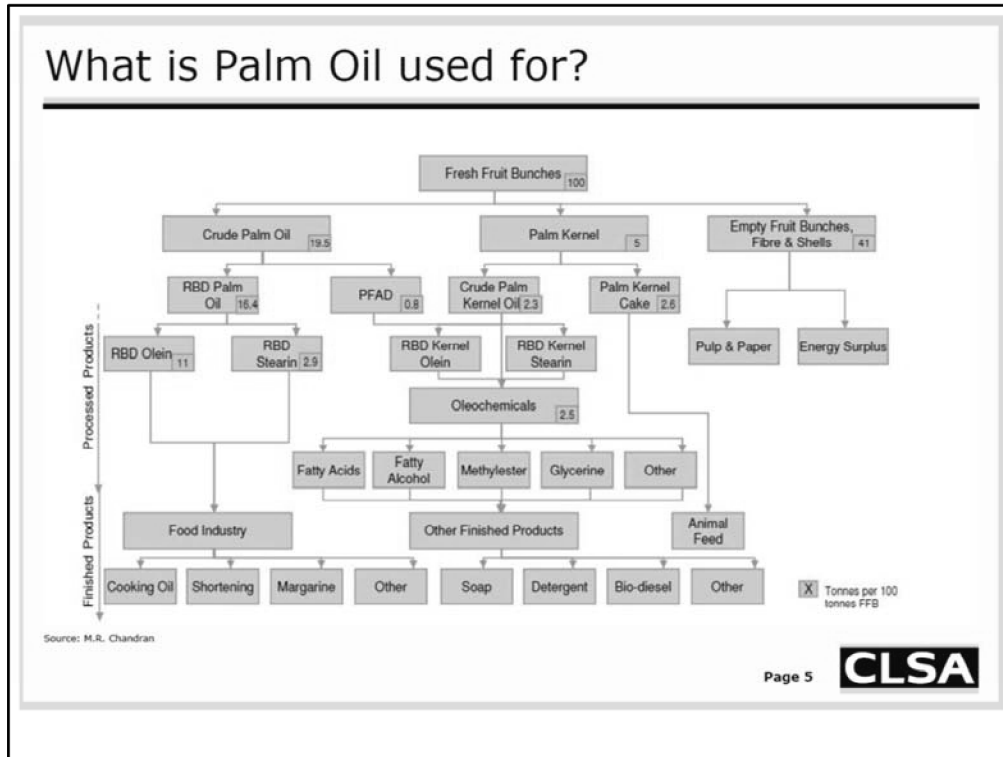 What is Palm Oil used for?
Fresh Fruit Bunches
100
Crude Palm Oil
19.5
Palm Kernel
5
Empty Fruit Bunches,
Fibre & Shells
41
RBD Palm
Oil
16.4
PFAD
0.8
Crude Palm
Kernel Oil
2.3
Palm Kernel
Cake
2.6
RBD Olein
11
RBD
Stearin
2.9
RBD Kernel
Olein
RBD Kernel
Stearin
Pulp & Paper
Energy Surplus
Oleochemicals
2.5
Processed Products
Fatty Acids
Fatty
Alcohol
Methylester
Glycerine
Other
Food Industry
Other Finished Products
Animal
Feed
Finished Products
Cooking Oil
Shortening
Margarine
Other
Soap
Detergent
Bio-diesel
Other
X
Tonnes per 100
tonnes FFB
Source: M.R. Chandran
Page 5
CLSA